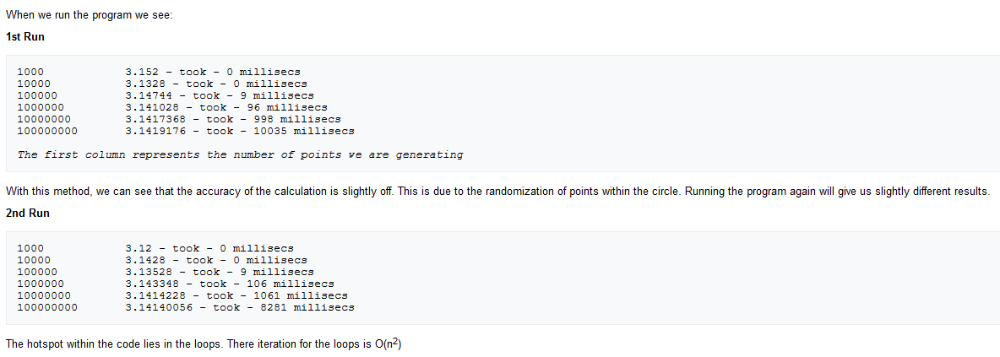 When we run the program we see:
1st Run
1000 3.152 - took - 0 millisecs
10000 3.1328 - took - 0 millisecs
100000 3.14744 - took - 9 millisecs
1000000 3.141028 - took - 96 millisecs
10000000 3.1417368 - took - 998 millisecs
100000000 3.1419176 - took - 10035 millisecs
The first column represents the number of points we are generating
With this method, we can see that the accuracy of the calculation is slightly off. This is due to the randomization of points within the circle. Running the program again will give us slightly different results.
2nd Run
1000 3.12 - took - 0 millisecs
10000 3.1428 - took - 0 millisecs
100000 3.13528 - took - 9 millisecs
1000000 3.143348 - took - 106 millisecs
10000000 3.1414228 - took - 1061 millisecs
100000000 3.14140056 - took - 8281 millisecs
The hotspot within the code lies in the loops. There iteration for the loops is O(n²)